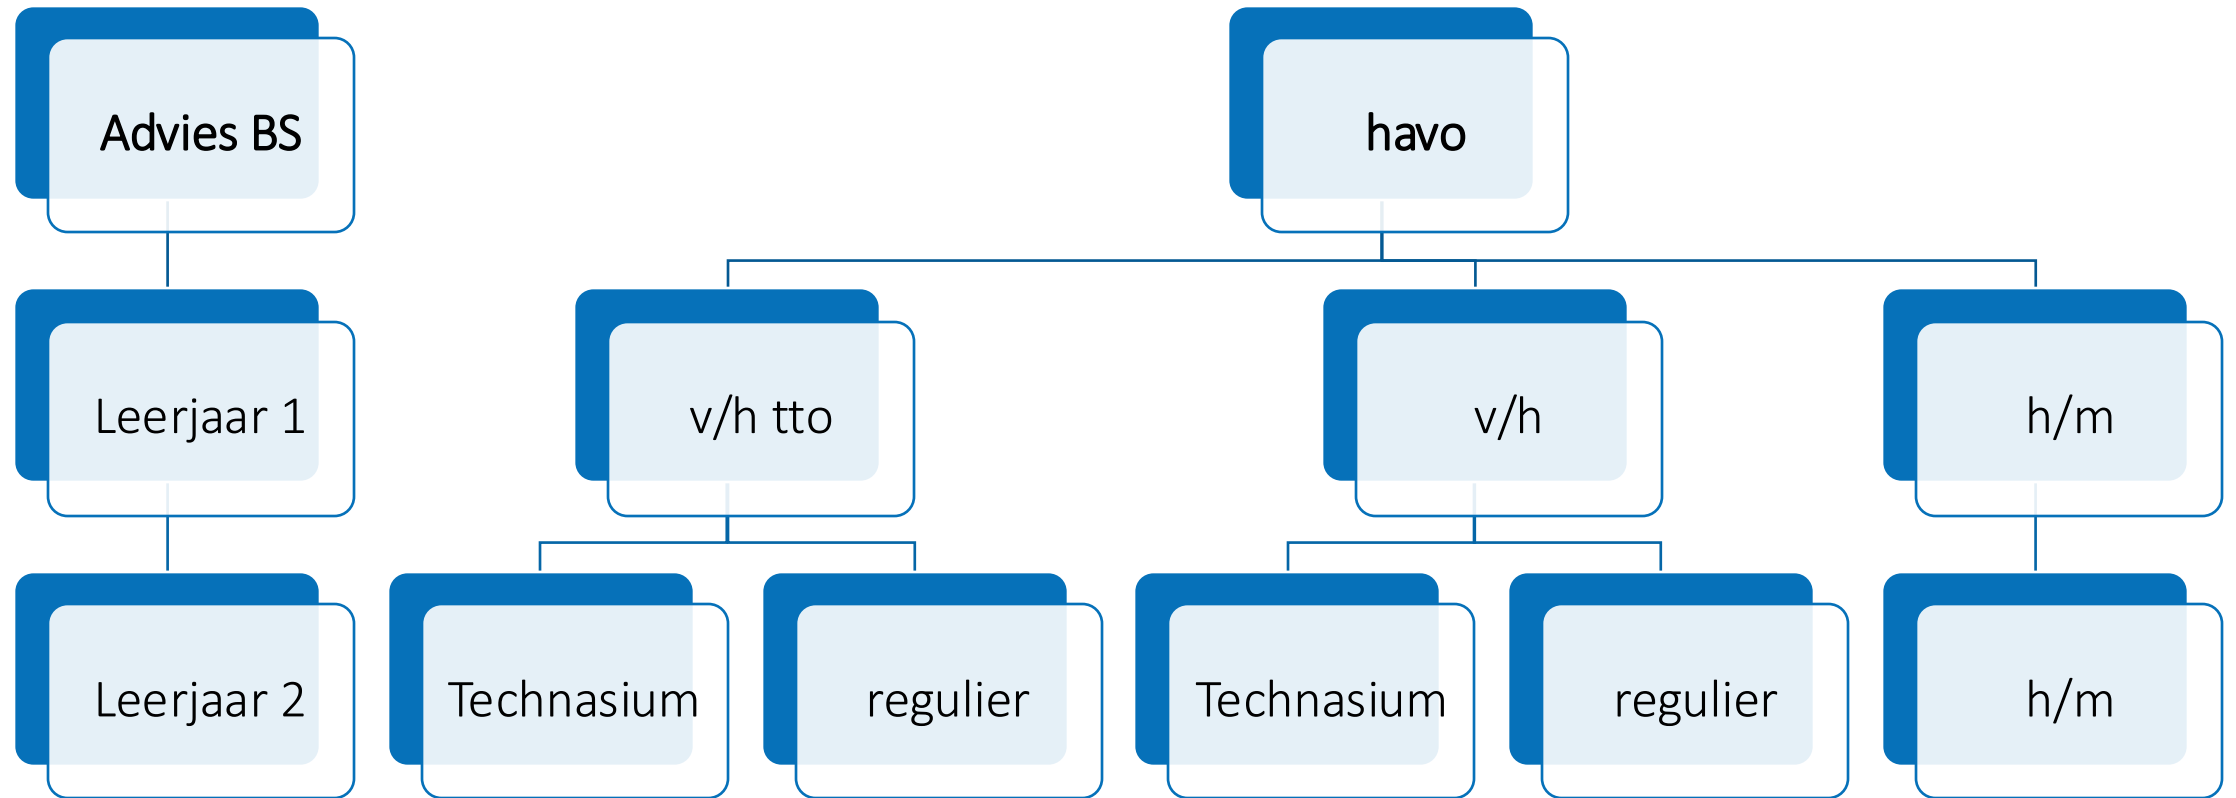 Advies BS
havo
Leerjaar 1
v/h tto
v/h
h/m
Leerjaar 2
Technasium
regulier
Technasium
regulier
h/m